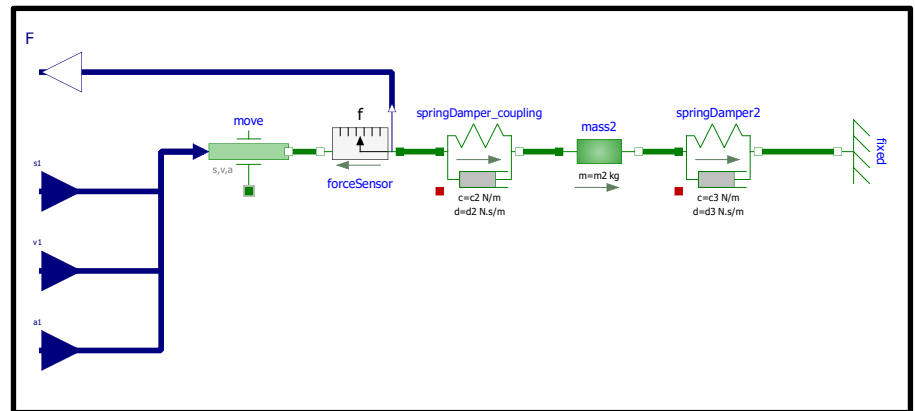 F
move
f
springDamper_coupling
mass2
springDamper2
fixed
s,v,a
s1
forceSensor
m=m2 kg
c=c2 N/m
d=d2 N.s/m
c=c3 N/m
d=d3 N.s/m
v1
a1